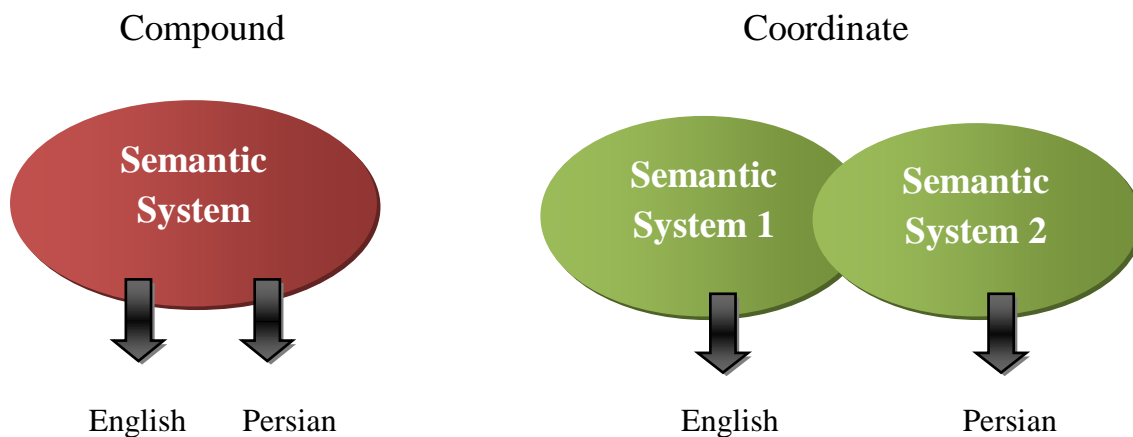 Compound
Coordinate
Semantic
System
Semantic
System 1
Semantic
System 2
English
Persian
English
Persian